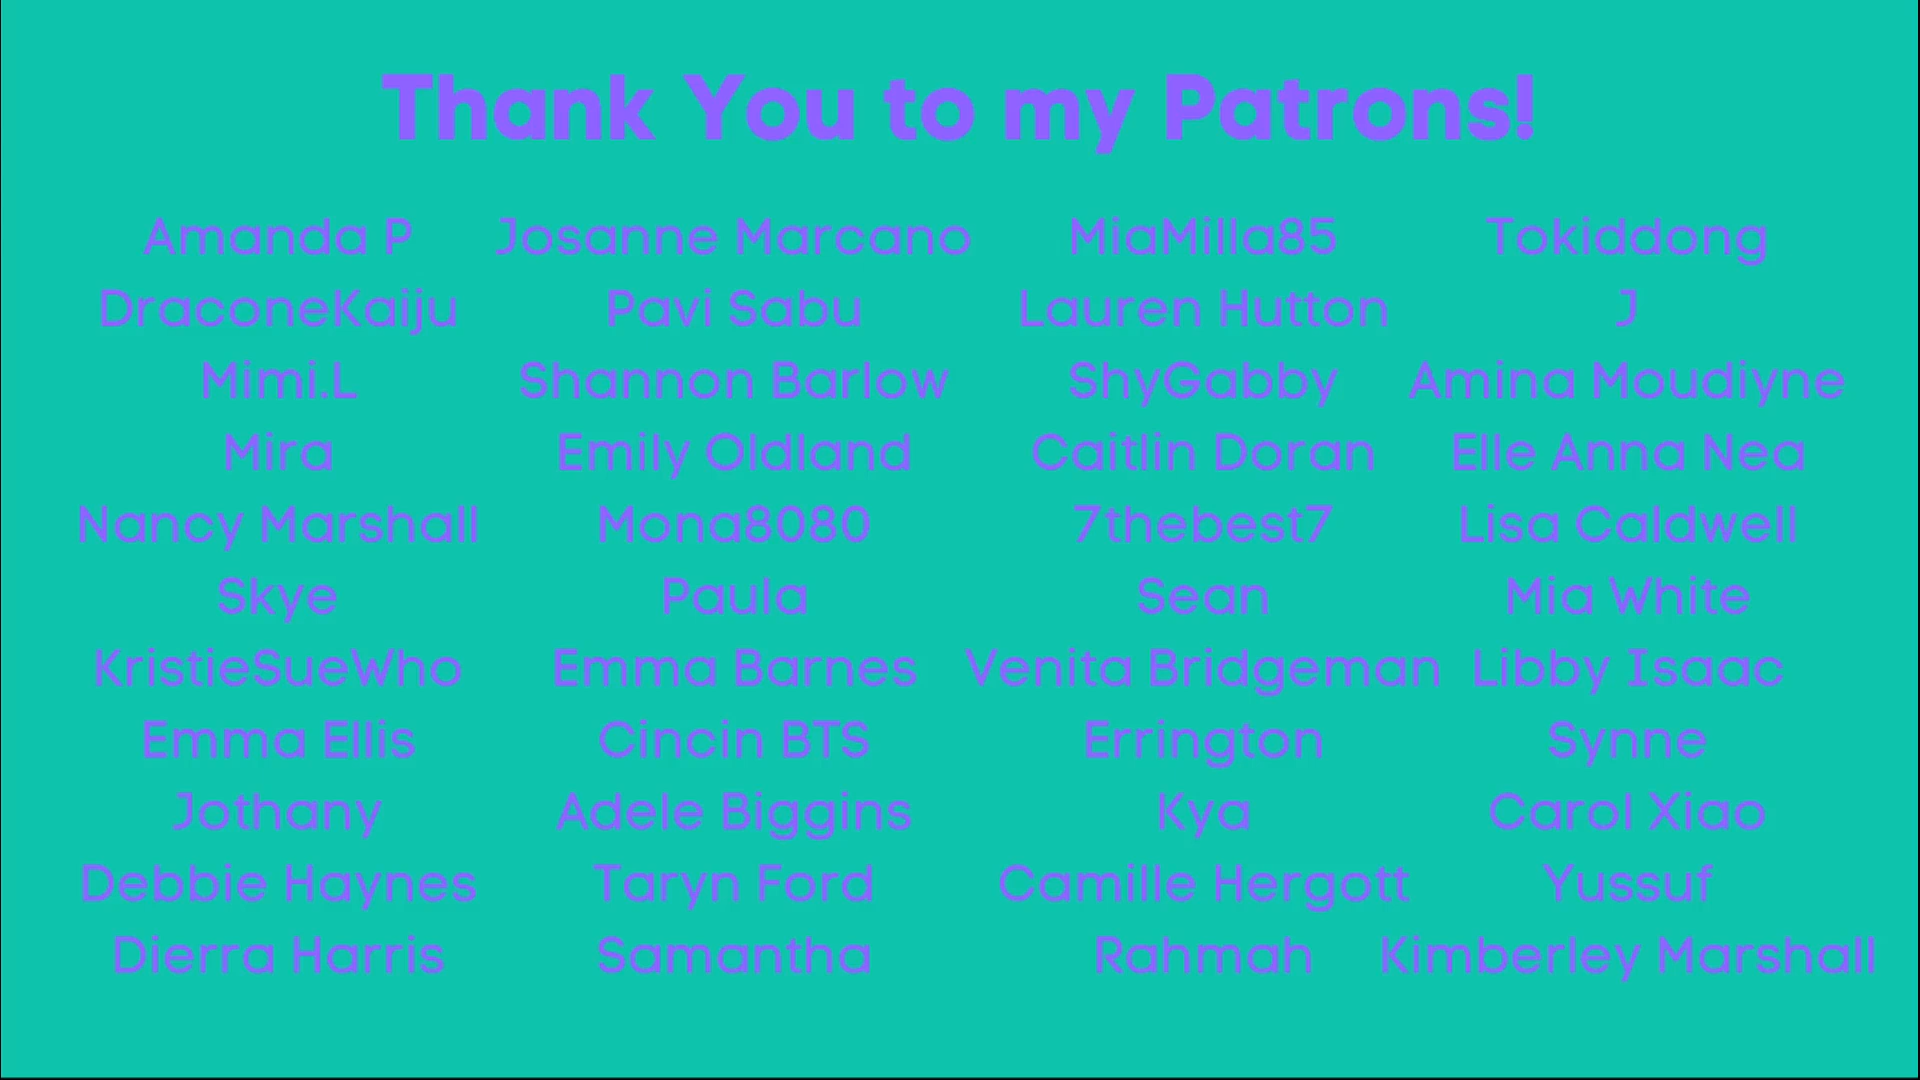 Thank You to my Patrons!
Amanda P Josanne Marcano MiaMilla85 Tokiddong
DraconeKaiju Pavi Sabu Lauren Hutton J
Mimi.L Shannon Barlow ShyGabby Amina Moudiyne
Mira Emily Oldland Caitlin Doran Elle Anna Nea
Nancy Marshall Mona8080 7thebest7 Lisa Caldwell
Skye Paula Sean Mia White
KristieSueWho Emma Barnes Venita Bridgeman Libby Isaac
Emma Ellis Cincin BTS Errington Synne
Jothany Adele Biggins Kya Carol Xiao
Debbie Haynes Taryn Ford Camille Hergott Yussuf
Dierra Harris Samantha Rahmah Kimberley Marshall